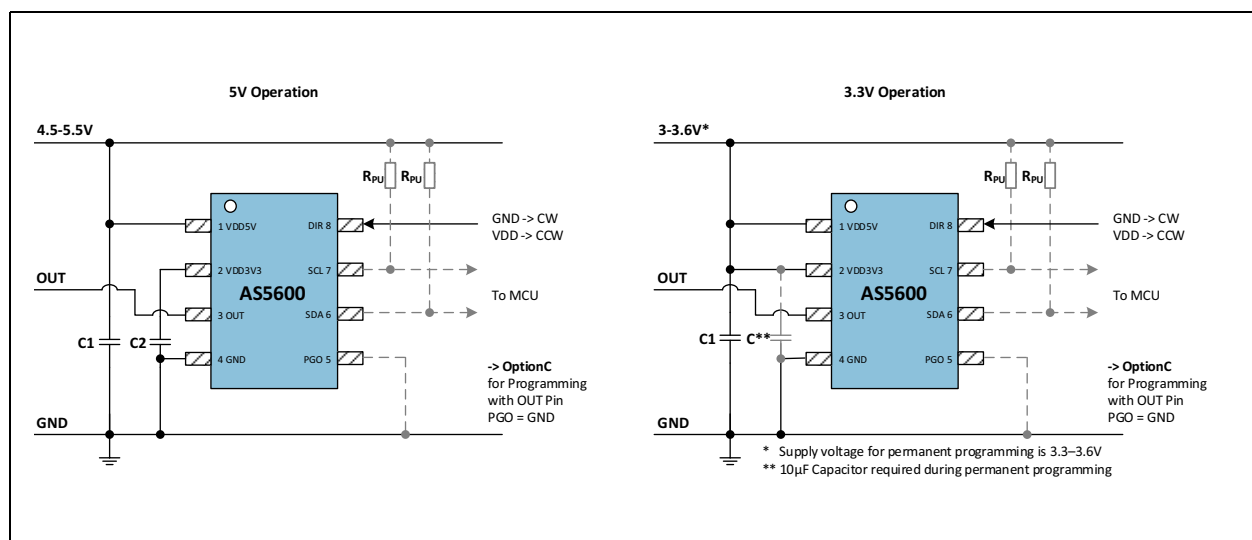 5V Operation
4.5-5.5V
RPU RPU
1 VDD5V
DIR 8
GND -> CW
VDD -> CCW
2 VDD3V3
SCL 7
OUT
AS5600
To MCU
3 OUT
SDA 6
C1
C2
4 GND
PGO 5
-> OptionC
for Programming
with OUT Pin
PGO = GND
GND
3.3V Operation
3-3.6V*
RPU RPU
1 VDD5V
DIR 8
GND -> CW
VDD -> CCW
2 VDD3V3
SCL 7
OUT
AS5600
To MCU
3 OUT
SDA 6
C1
C**
4 GND
PGO 5
-> OptionC
for Programming
with OUT Pin
PGO = GND
GND
* Supply voltage for permanent programming is 3.3–3.6V
** 10µF Capacitor required during permanent programming